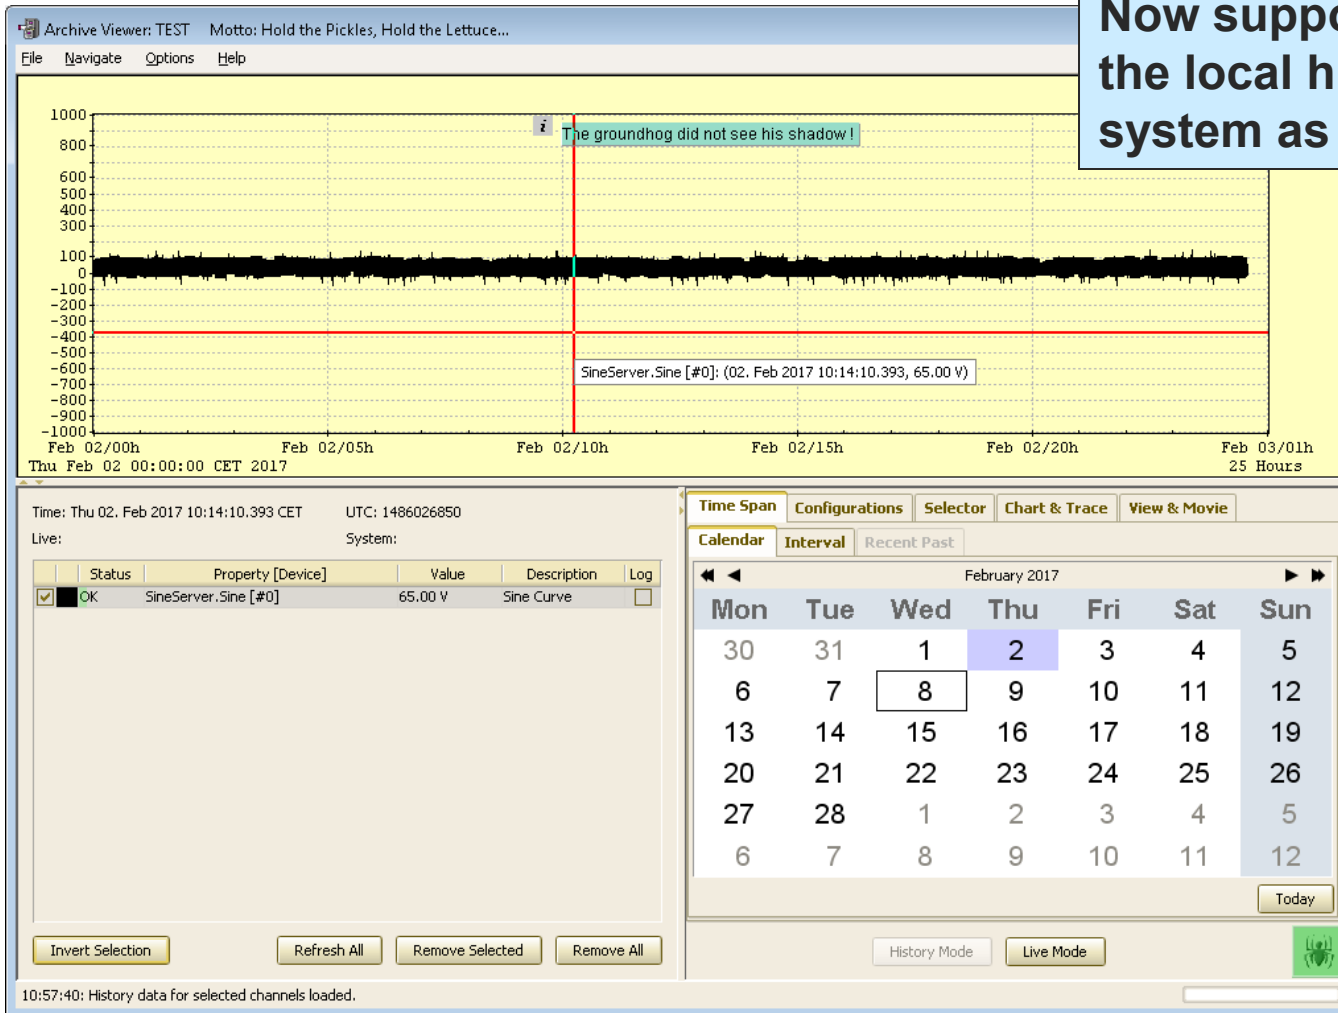 Archive Viewer: TEST Motto: Hold the Pickles, Hold the Lettuce...
Now
the local
system as
File Navigate Options Help
The groundhog did not see his shadow !
1000
800
600
500
400
300
100
0
-100
-200
-300
-400
-500
-600
-700
-800
-900
-1000
SineServer.Sine [#0]: (02. Feb 2017 10:14:10.393, 65.00 V)
Feb 02/00h Feb 02/05h Feb 02/10h Feb 02/15h Feb 02/20h Feb 03/01h
Thu Feb 02 00:00:00 CET 2017 25 Hours
Time: Thu 02. Feb 2017 10:14:10.393 CET UTC: 1486026850
Live: System:
Status Property [Device] Value Description Log
OK SineServer.Sine [#0] 65.00 V Sine Curve
Invert Selection Refresh All Remove Selected Remove All
Time Span Configurations Selector Chart & Trace View & Movie
Calendar Interval Recent Past
February 2017
Mon Tue Wed Thu Fri Sat Sun
30 31 1 2 3 4 5
6 7 8 9 10 11 12
13 14 15 16 17 18 19
20 21 22 23 24 25 26
27 28 1 2 3 4 5
6 7 8 9 10 11 12
Today
History Mode Live Mode
10:57:40: History data for selected channels loaded.